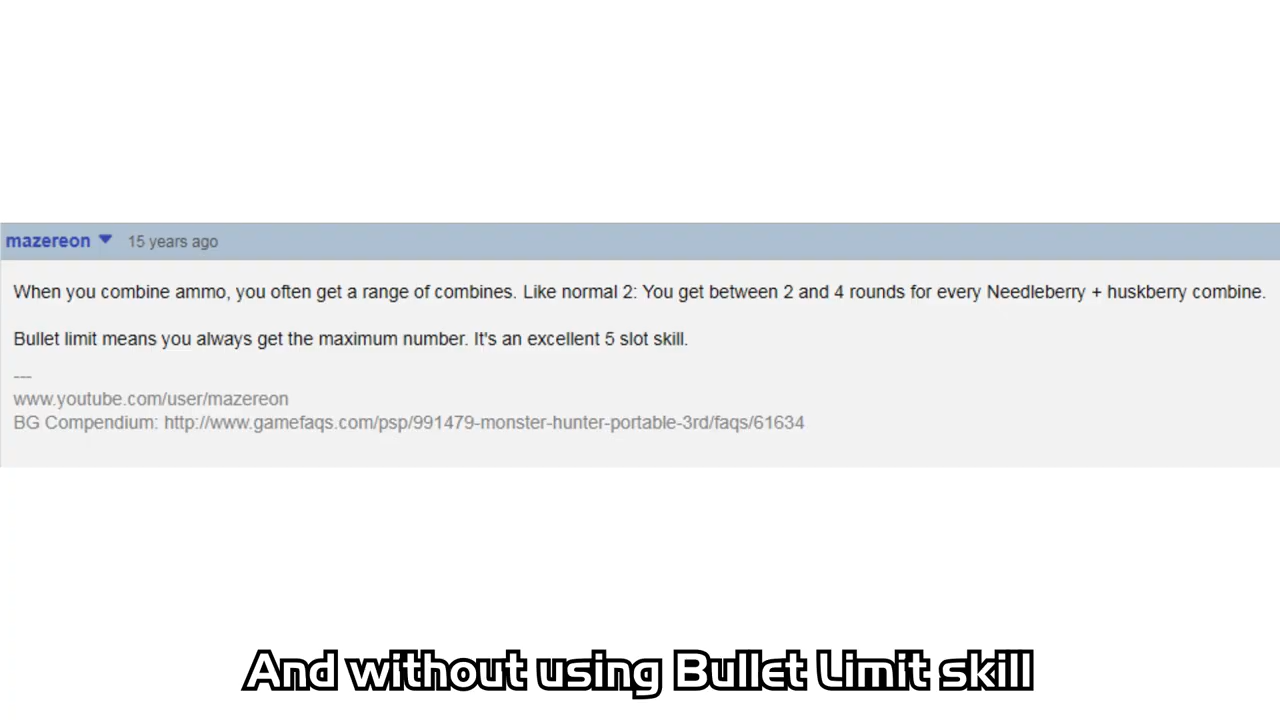 mazereon 15 years ago
When you combine ammo, you often get a range of combines. Like normal 2: You get between 2 and 4 rounds for every Needleberry + huskberry combine.
Bullet limit means you always get the maximum number. It's an excellent 5 slot skill.
---
www.youtube.com/user/mazereon
BG Compendium: http://www.gamefaqs.com/psp/991479-monster-hunter-portable-3rd/faqs/61634
And without using Bullet Limit skill